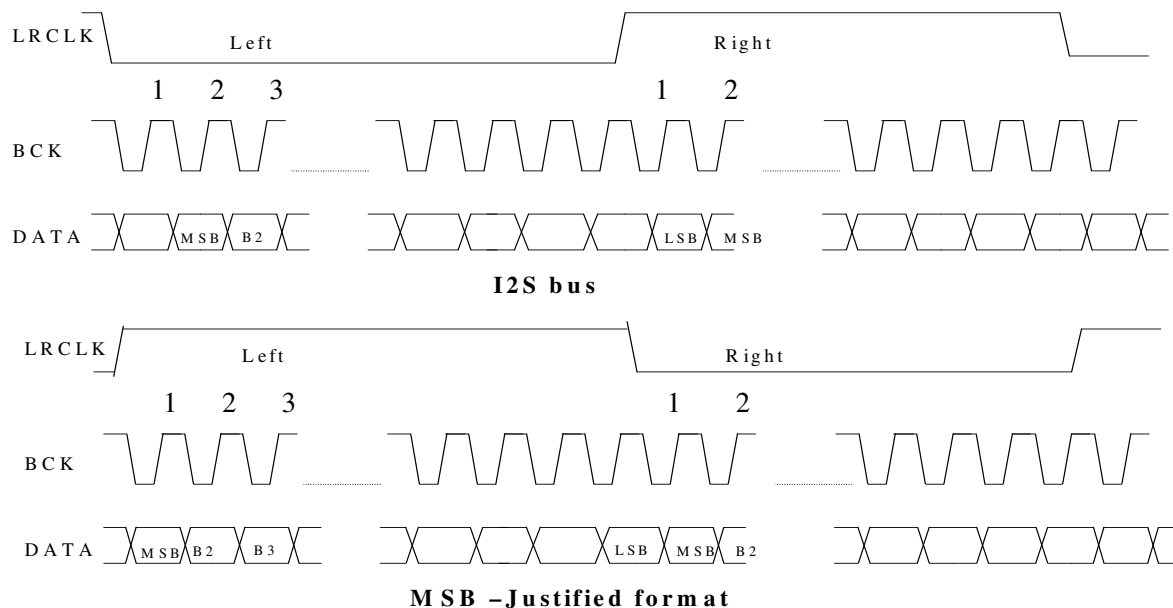 LRCLK
Left Right
1 2 3 1 2
BCK
DATA MSB B2 LSB MSB
I2S bus
LRCLK
Left Right
1 2 3 1 2
BCK
DATA MSB B2 B3 LSB MSB B2
MSB –Justified format